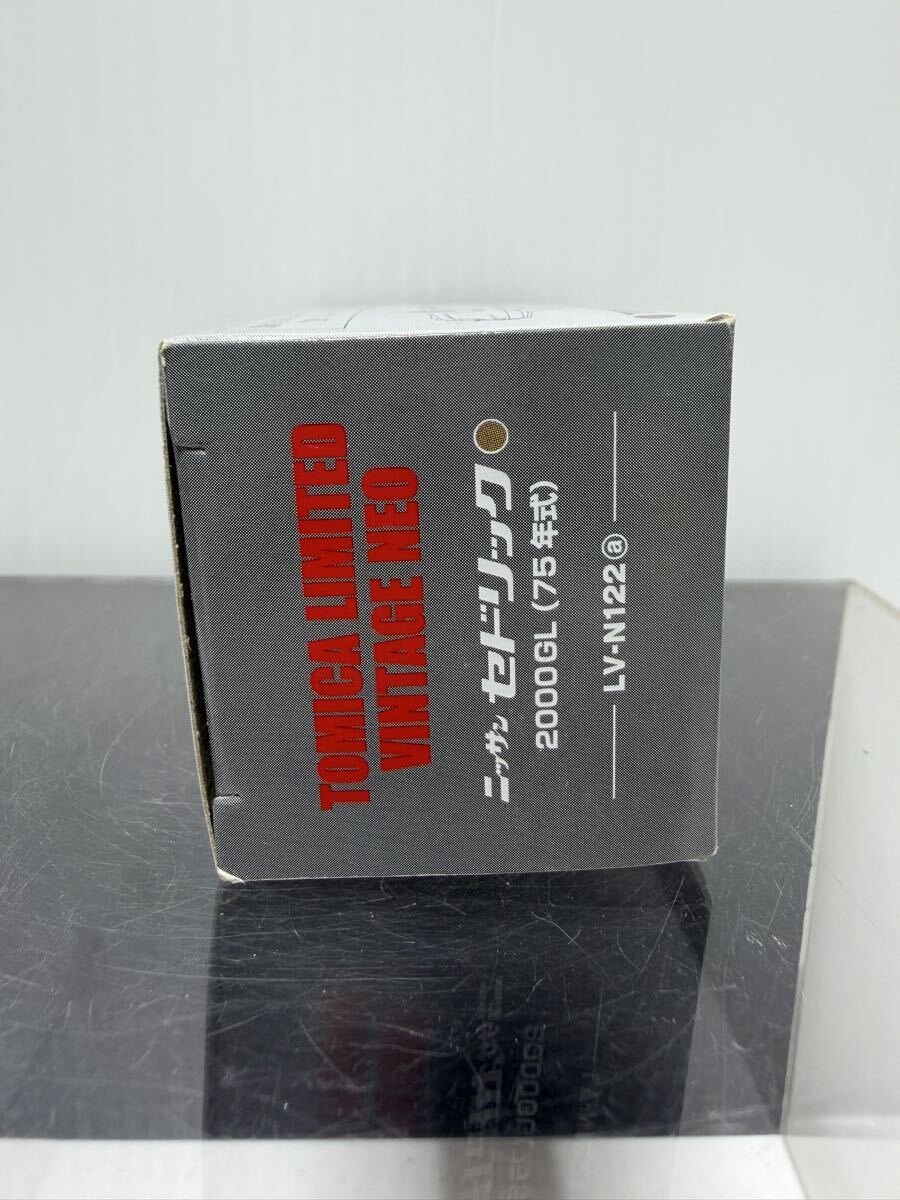 TOMICA LIMITED
VINTAGE NEO
ニッサン セドリック
2000GL (75年式)
LV-N122ⓐ